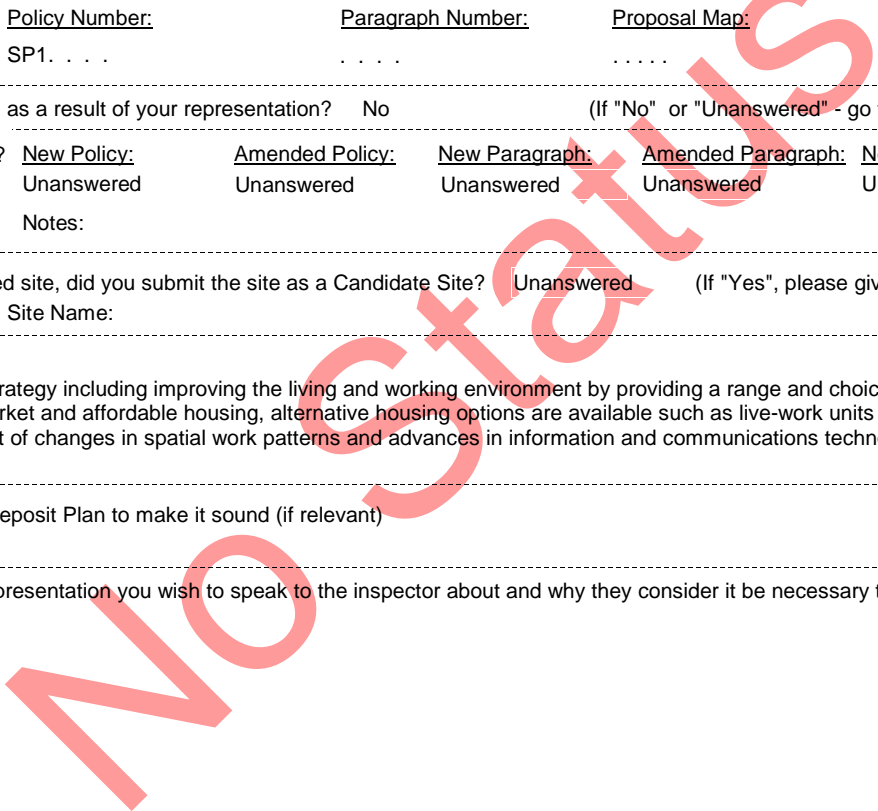 Policy Number: Paragraph Number: Proposal Map:
SP1. . . . . . . . . . . . .
as a result of your representation? No (If "No" or "Unanswered" - go
? New Policy: Amended Policy: New Paragraph: Amended Paragraph:
Unanswered Unanswered Unanswered Unanswered
Notes:
ed site, did you submit the site as a Candidate Site? Unanswered (If "Yes", please giv
Site Name:
rategy including improving the living and working environment by providing a range and choic
rket and affordable housing, alternative housing options are available such as live-work units
t of changes in spatial work patterns and advances in information and communications techn
eposit Plan to make it sound (if relevant)
presentation you wish to speak to the inspector about and why they consider it be necessary t
No Status